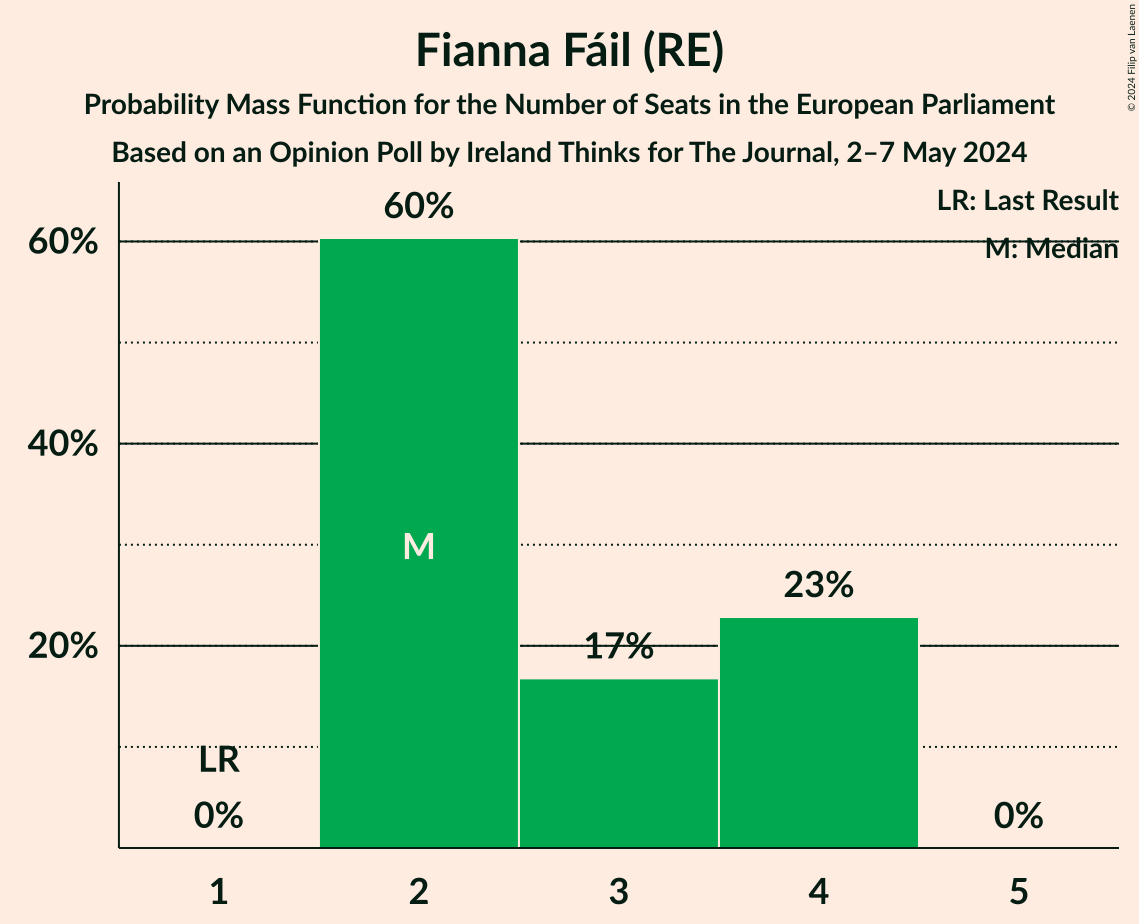 Fianna Fáil (RE)
Probability Mass Function for the Number of Seats in the European Parliament
Based on an Opinion Poll by Ireland Thinks for The Journal, 2–7 May 2024
© 2024 Filip van Laenen
LR: Last Result
M: Median
60%
40%
20%
60%
M
23%
17%
LR
0%
0%
1 2 3 4 5